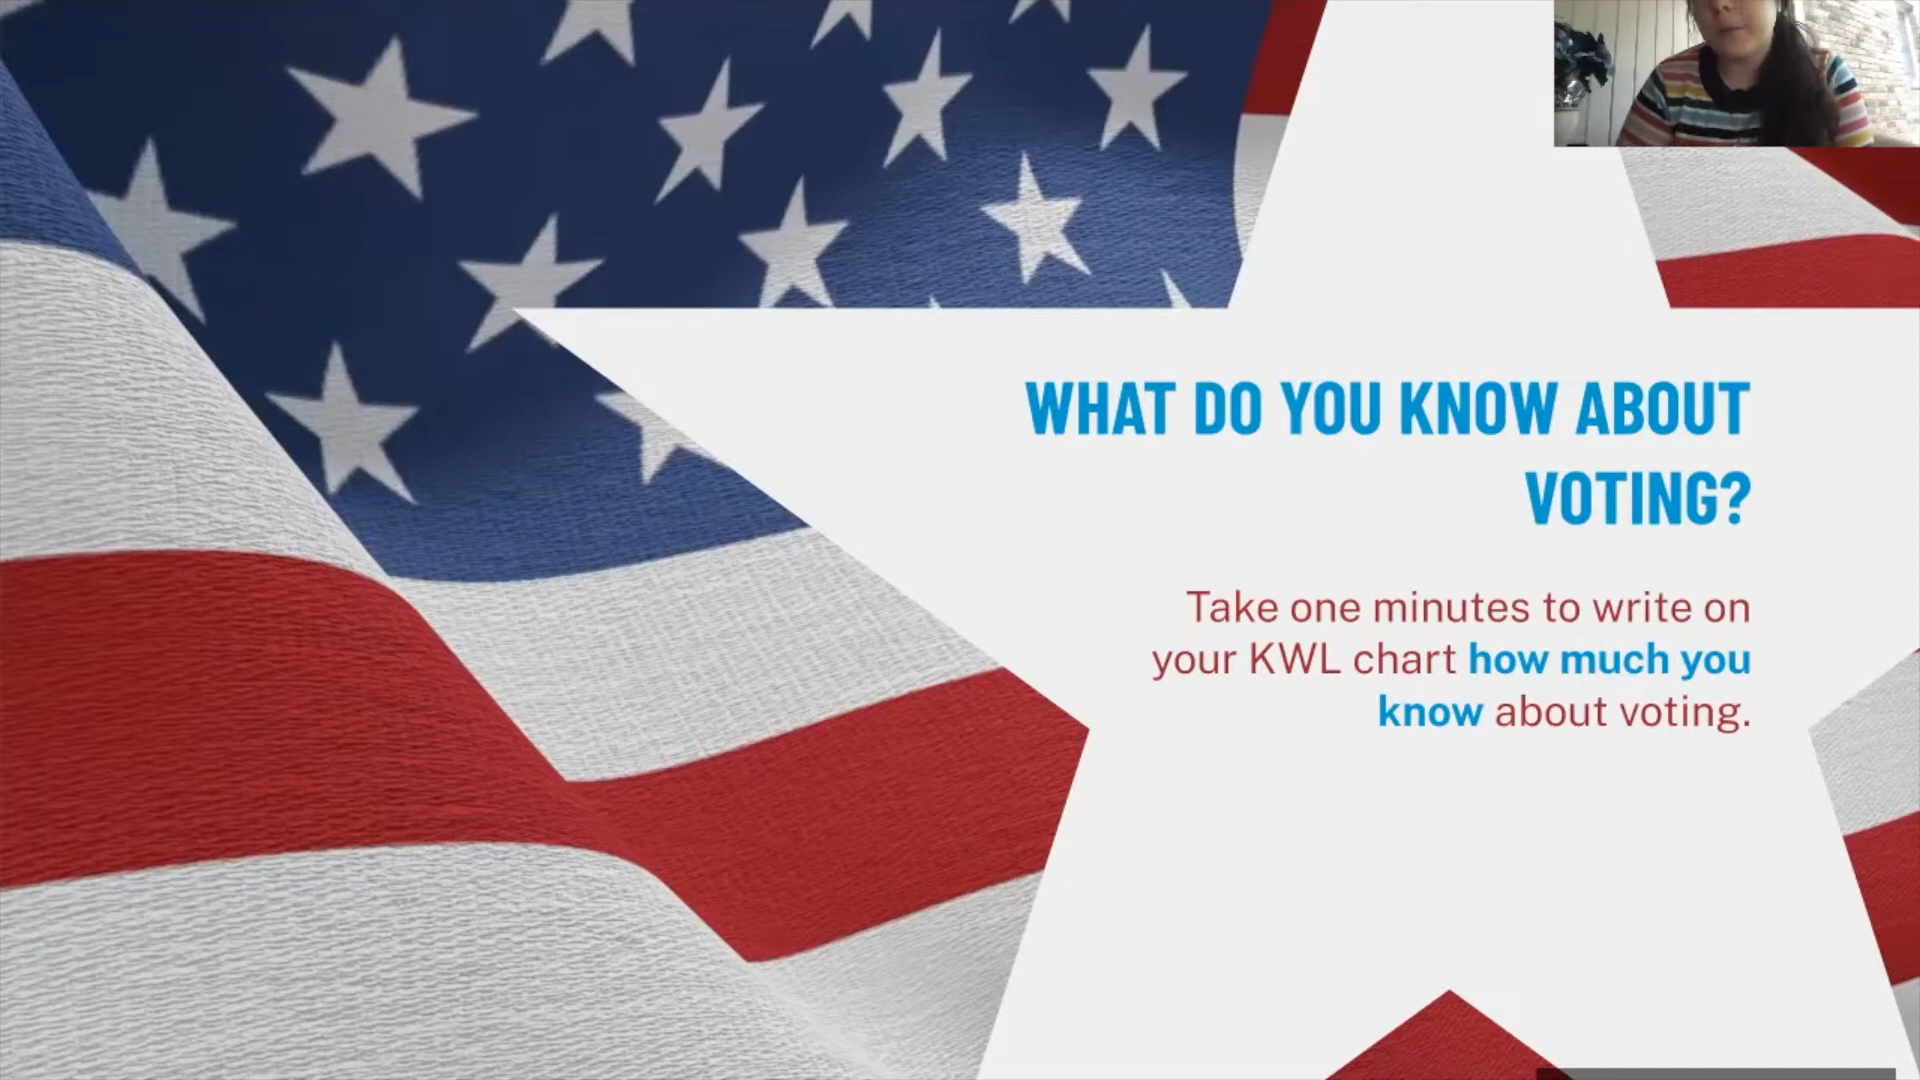 WHAT DO YOU KNOW ABOUT
VOTING?
Take one minutes to write on
your KWL chart how much you
know about voting.